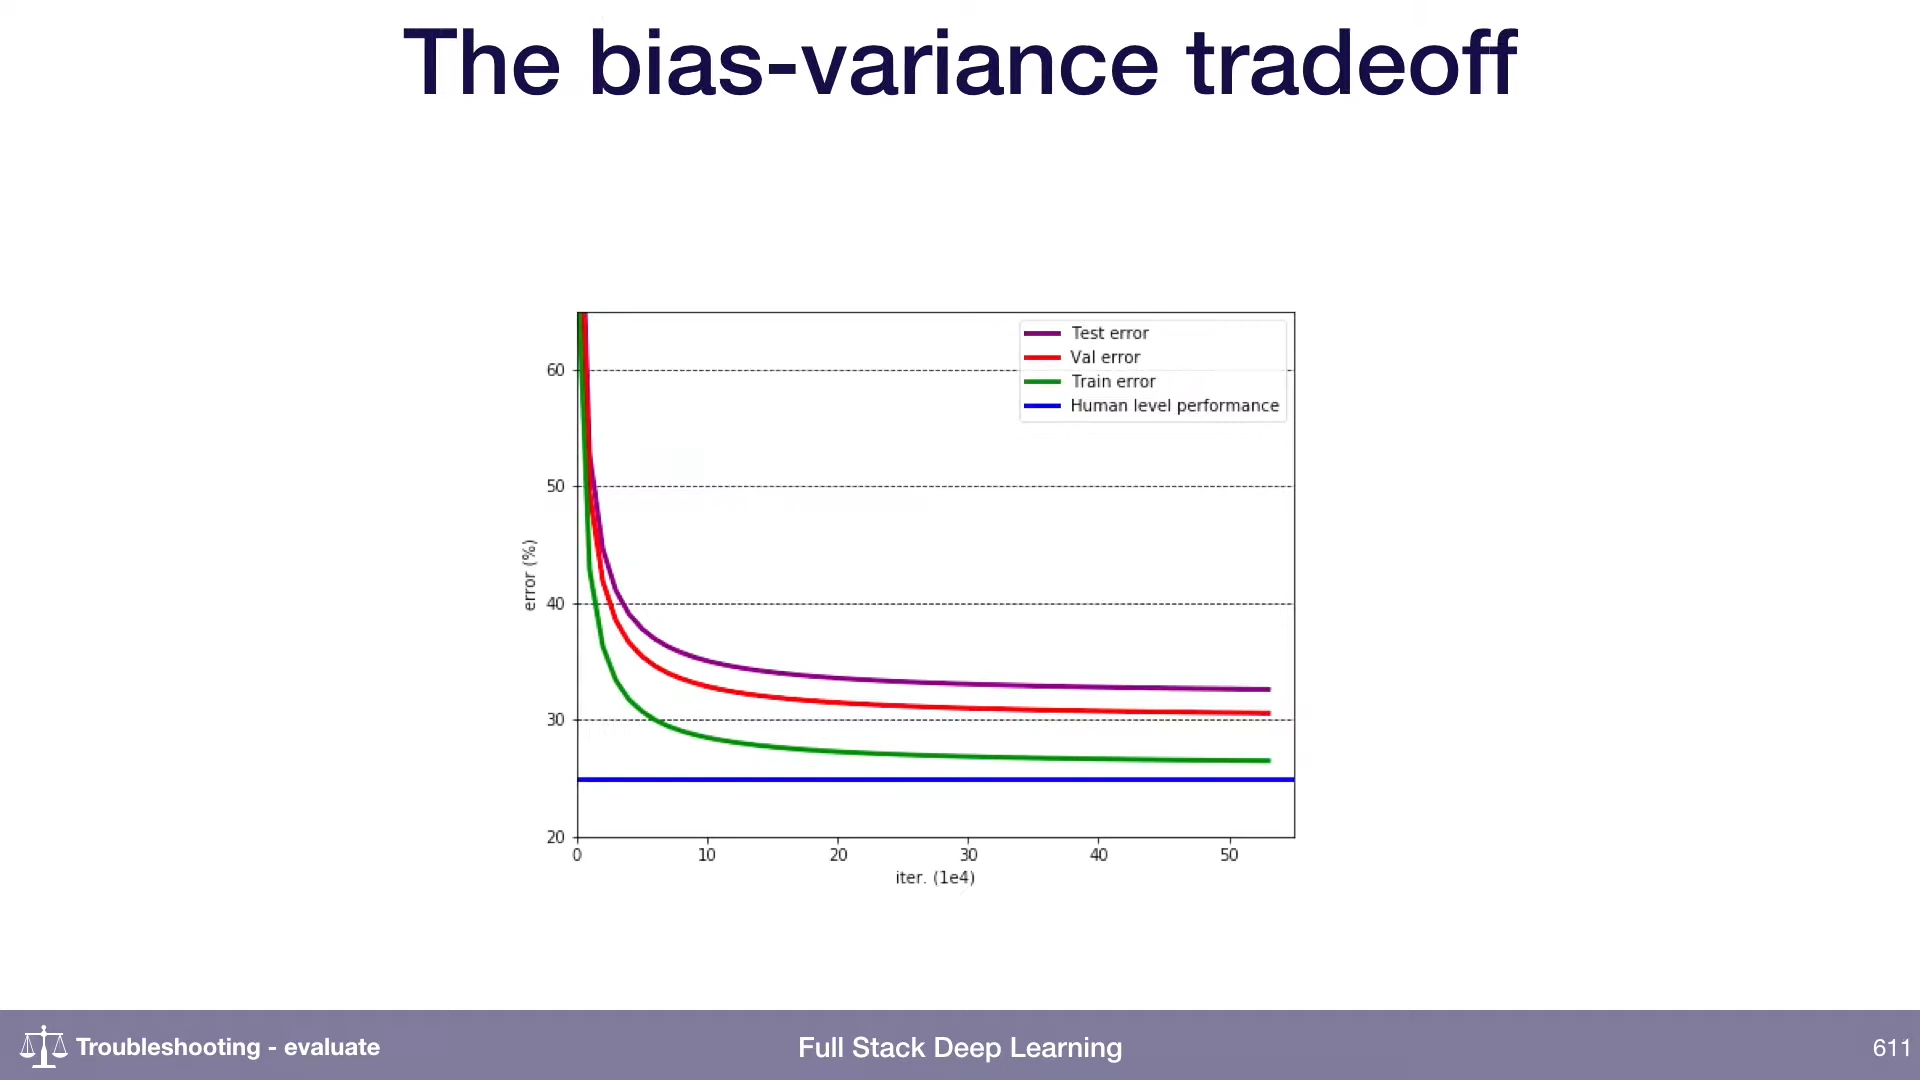 The bias-variance tradeoff
Test error
Val error
Train error
Human level performance
60
50
40
30
20
error (%)
0 10 20 30 40 50
iter. (1e4)
Troubleshooting - evaluate
Full Stack Deep Learning
611